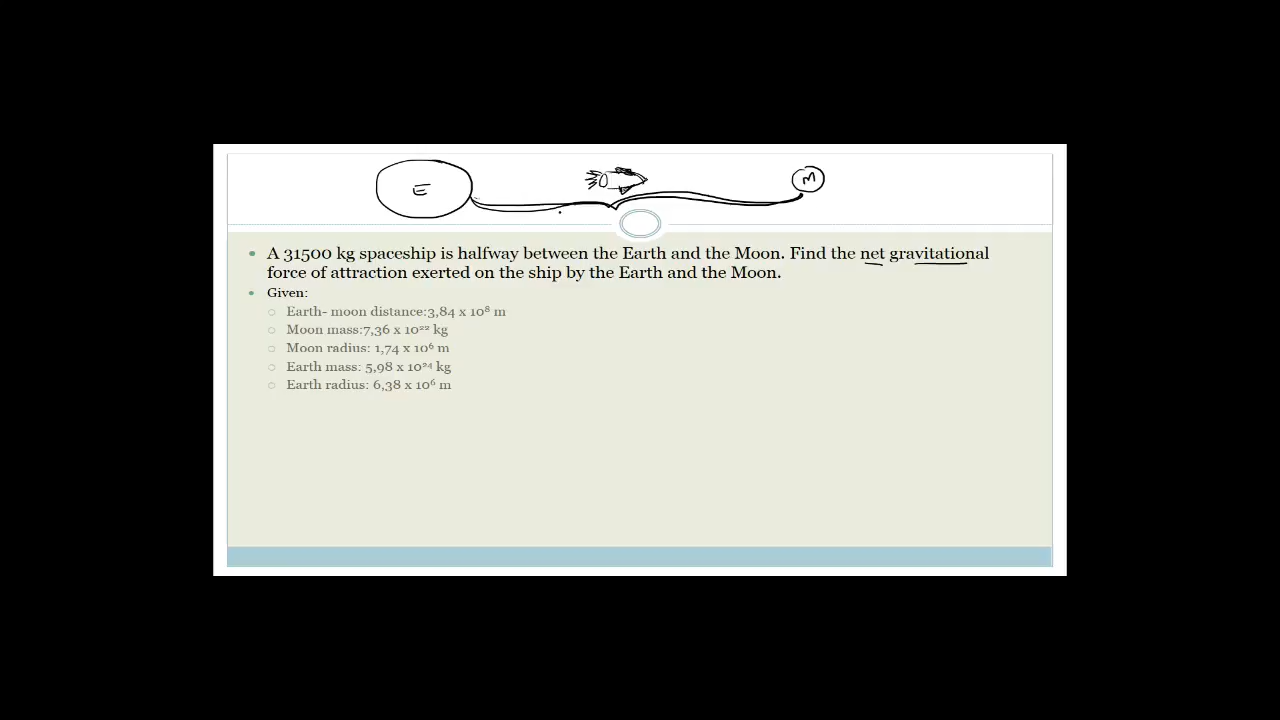 E
M
A 31500 kg spaceship is halfway between the Earth and the Moon. Find the net gravitational
force of attraction exerted on the ship by the Earth and the Moon.
Given:
Earth- moon distance:3,84 x 10⁸ m
Moon mass:7,36 x 10²² kg
Moon radius: 1,74 x 10⁶ m
Earth mass: 5,98 x 10²⁴ kg
Earth radius: 6,38 x 10⁶ m